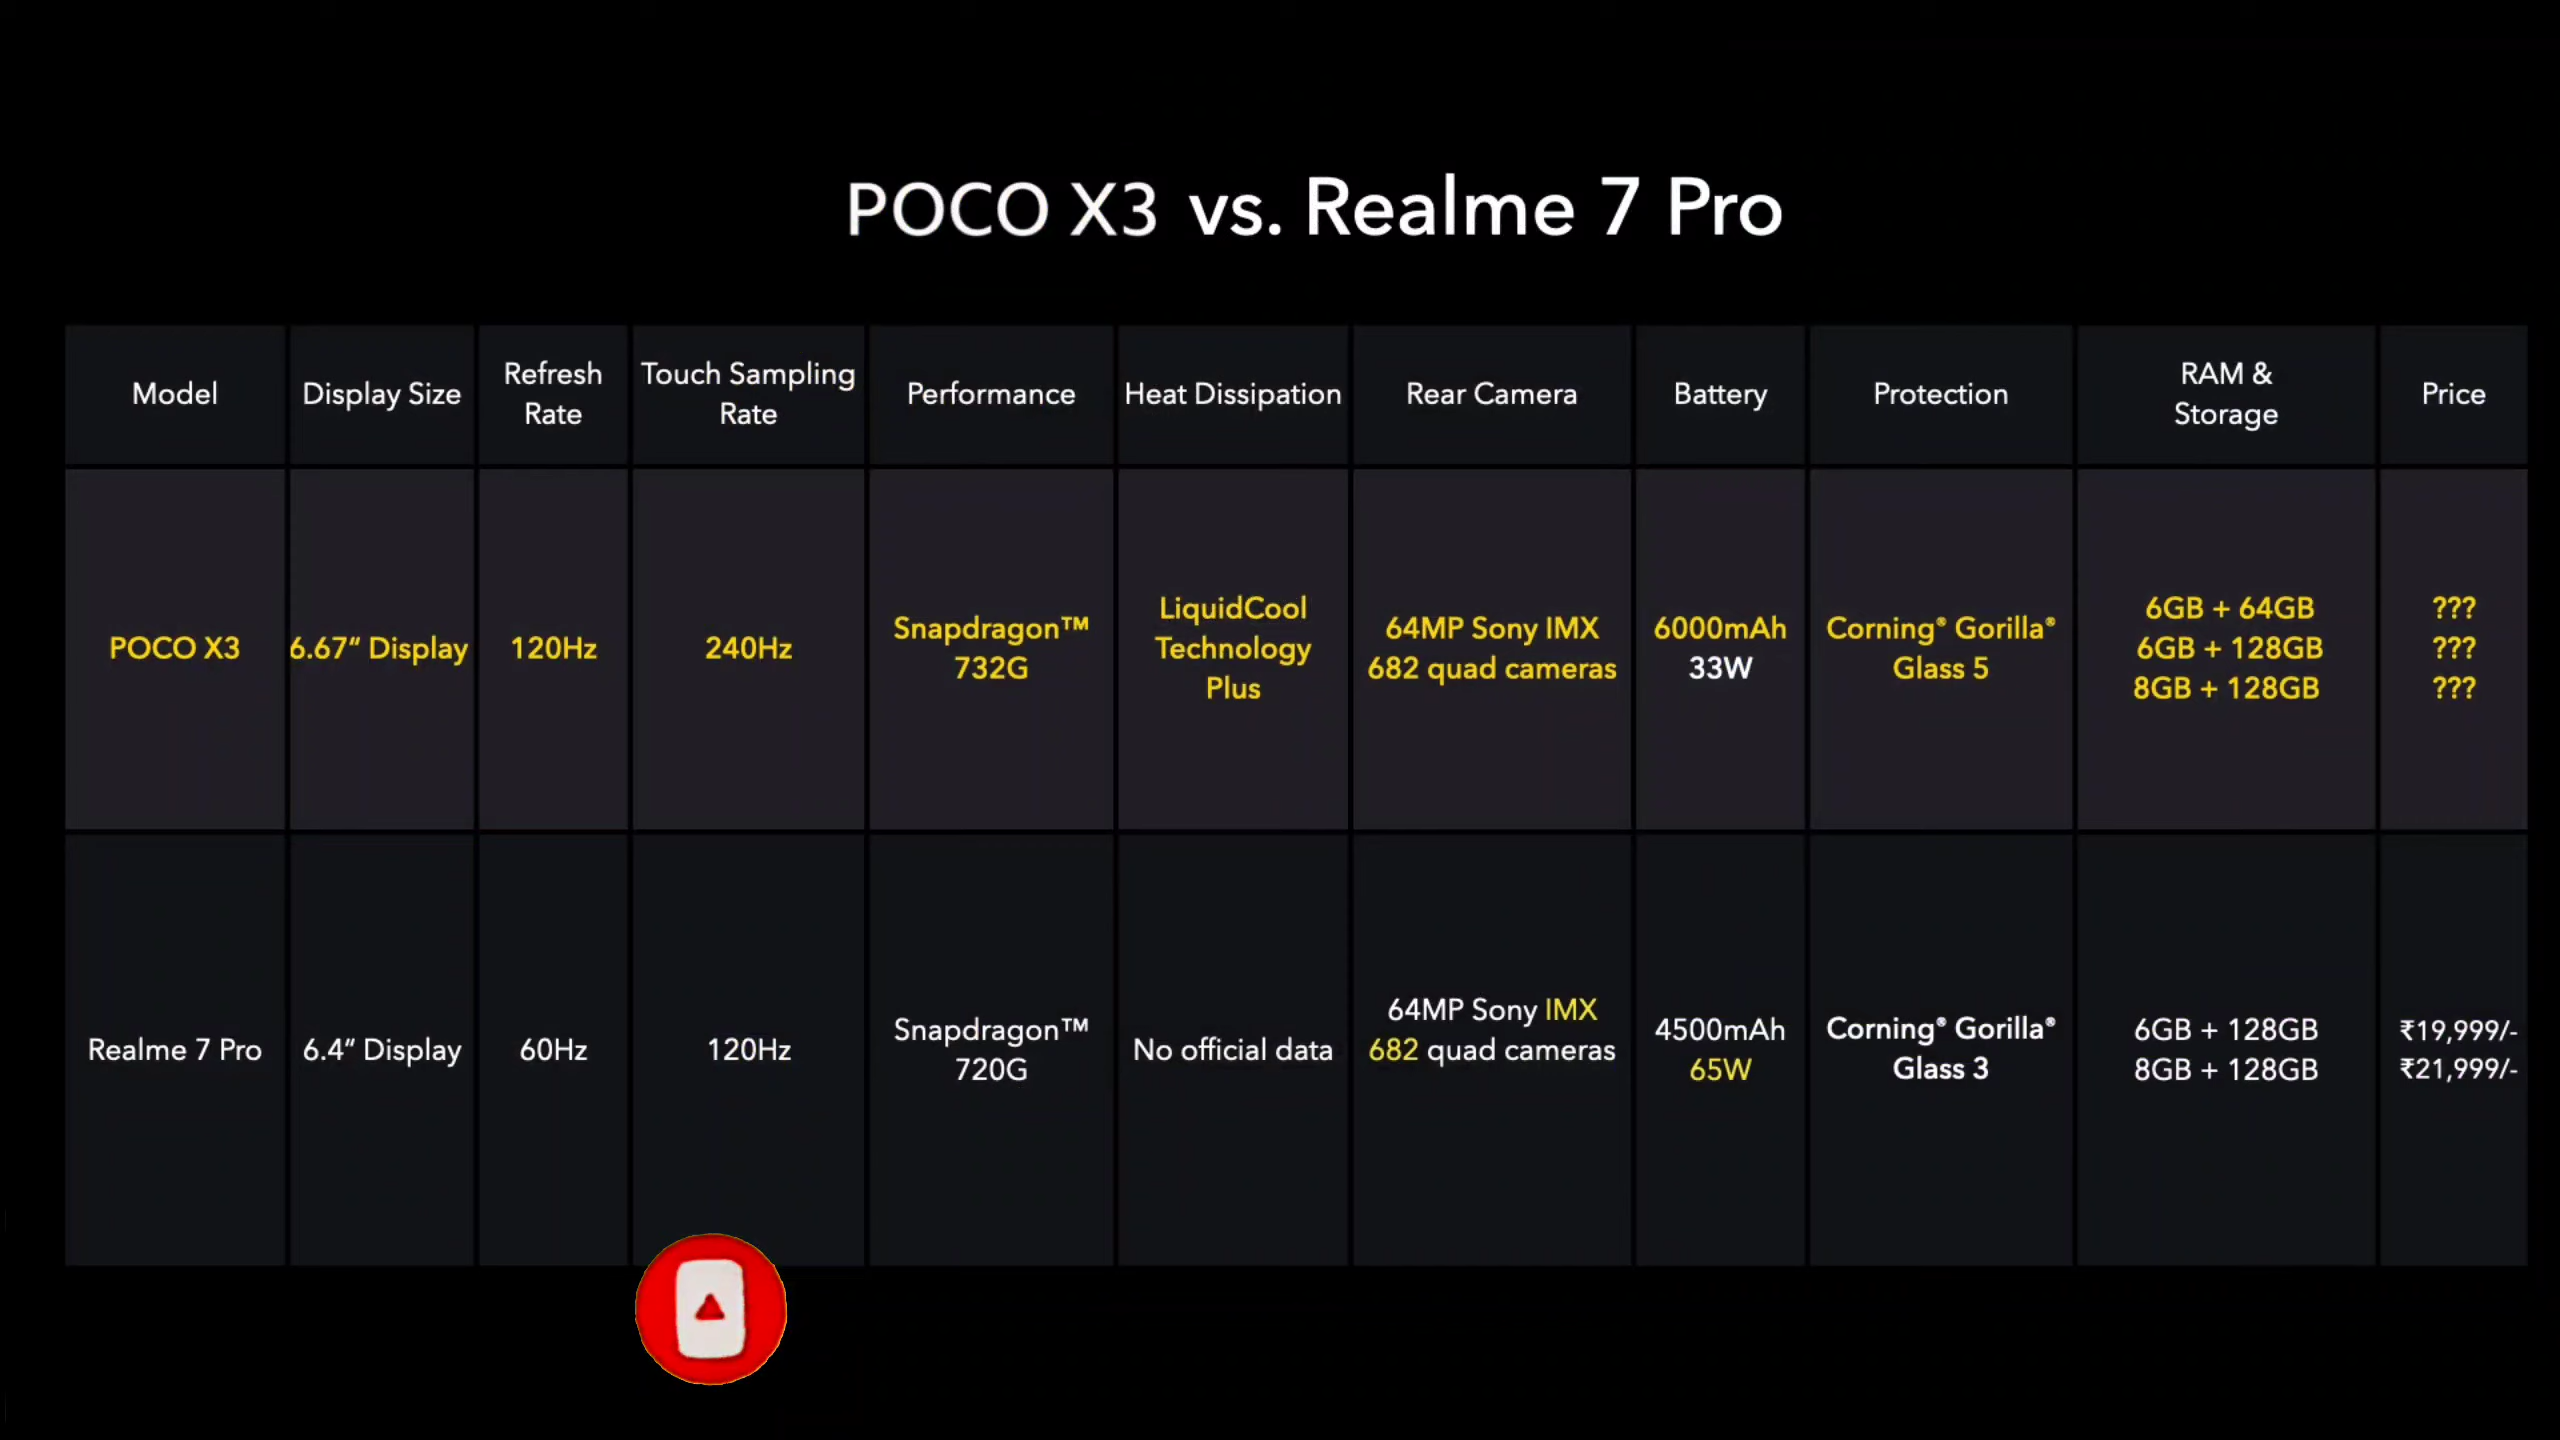 POCO X3 vs. Realme 7 Pro
Model
Display Size
Refresh
Rate
Touch Sampling
Rate
Performance
Heat Dissipation
Rear Camera
Battery
Protection
RAM &
Storage
Price
POCO X3
6.67″ Display
120Hz
240Hz
Snapdragon™
732G
LiquidCool
Technology
Plus
64MP Sony IMX
682 quad cameras
6000mAh
33W
Corning® Gorilla®
Glass 5
6GB + 64GB
6GB + 128GB
8GB + 128GB
???
???
???
Realme 7 Pro
6.4″ Display
60Hz
120Hz
Snapdragon™
720G
No official data
64MP Sony IMX
682 quad cameras
4500mAh
65W
Corning® Gorilla®
Glass 3
6GB + 128GB
8GB + 128GB
₹19,999/-
₹21,999/-